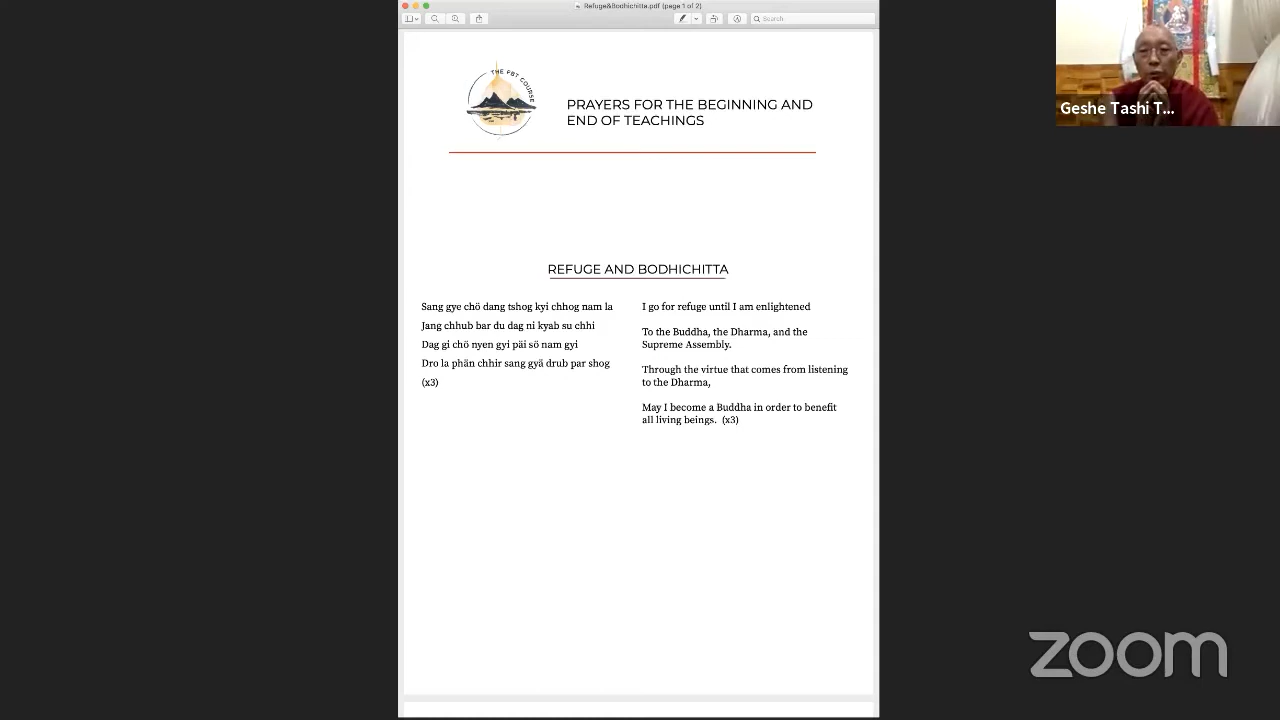 Refuge&Bodhichitta.pdf (page 1 of 2)
Search
THE FBT COURSE
PRAYERS FOR THE BEGINNING AND
END OF TEACHINGS
REFUGE AND BODHICHITTA
Sang gye chö dang tshog kyi chhog nam la
Jang chhub bar du dag ni kyab su chhi
Dag gi chö nyen gyi päi sö nam gyi
Dro la phän chhir sang gyä drub par shog
(x3)
I go for refuge until I am enlightened
To the Buddha, the Dharma, and the
Supreme Assembly.
Through the virtue that comes from listening
to the Dharma,
May I become a Buddha in order to benefit
all living beings. (x3)
Geshe Tashi T...
zoom